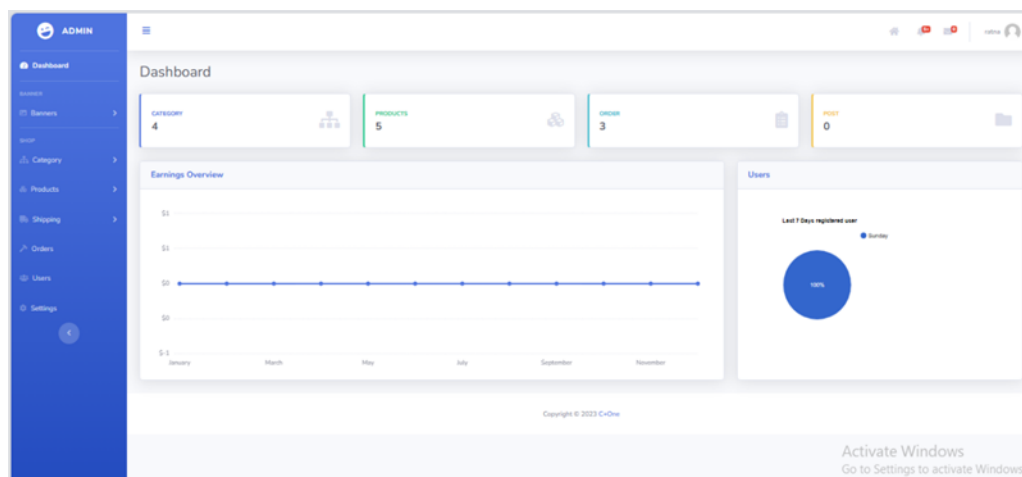 ADMIN
Dashboard
BANNER
Banners
SHOP
Category
Products
Shipping
Orders
Users
Settings
Dashboard
CATEGORY
4
PRODUCTS
5
ORDER
3
POST
0
Earnings Overview
$1
$1
$0
$0
$-1
January March May July September November
Users
Last 7 Days registered user
Sunday
100%
Copyright © 2023 C+One
Activate Windows
Go to Settings to activate Windows